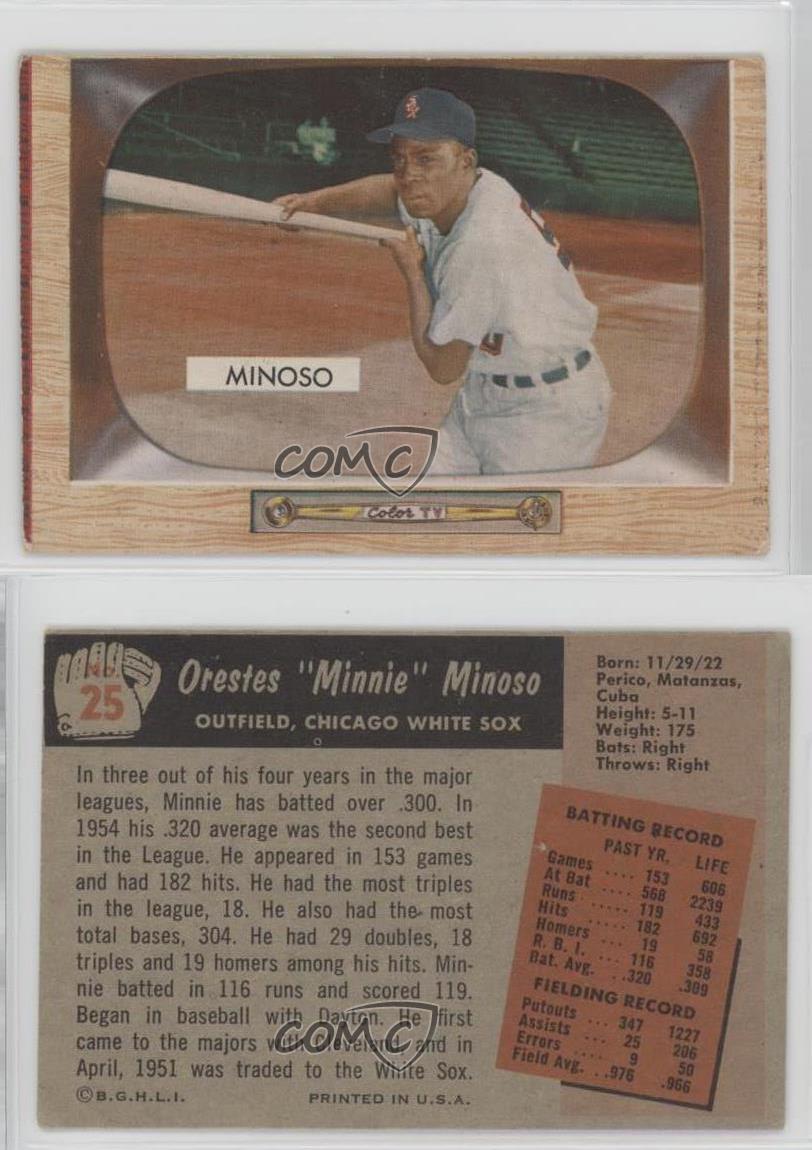 MINOSO
COMC
Color TV
No.
25
Orestes "Minnie" Minoso
OUTFIELD, CHICAGO WHITE SOX
Born: 11/29/22
Perico, Matanzas,
Cuba
Height: 5-11
Weight: 175
Bats: Right
Throws: Right
In three out of his four years in the major
leagues, Minnie has batted over .300. In
1954 his .320 average was the second best
in the League. He appeared in 153 games
and had 182 hits. He had the most triples
in the league, 18. He also had the most
total bases, 304. He had 29 doubles, 18
triples and 19 homers among his hits. Min-
nie batted in 116 runs and scored 119.
Began in baseball with Dayton. He first
came to the majors with Cleveland, and in
April, 1951 was traded to the White Sox.
BATTING RECORD
PAST YR. LIFE
Games .... 153 606
At Bat .... 568 2239
Runs ..... 119 433
Hits ..... 182 692
Homers ... 19 58
R. B. I. ... 116 358
Bat. Avg. . .320 .309
FIELDING RECORD
Putouts ... 347 1227
Assists ... 25 206
Errors .... 9 50
Field Avg. . .976 .966
COMC
©B.G.H.L.I. PRINTED IN U.S.A.